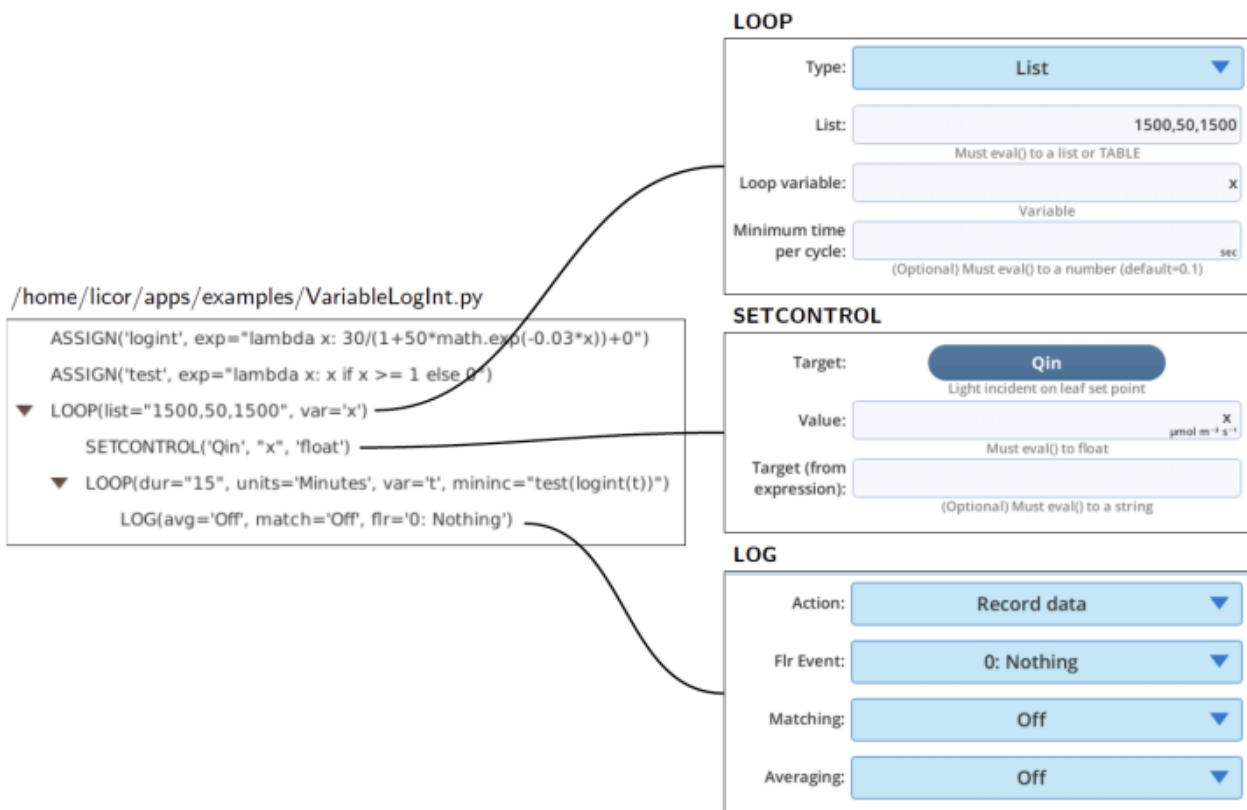 /home/licor/apps/examples/VariableLogInt.py
ASSIGN('logint', exp="lambda x: 30/(1+50*math.exp(-0.03*x))+0")
ASSIGN('test', exp="lambda x: x if x >= 1 else 0")
LOOP(list="1500,50,1500", var='x')
SETCONTROL('Qin', "x", 'float')
LOOP(dur="15", units='Minutes', var='t', mininc="test(logint(t))")
LOG(avg='Off', match='Off', flr='0: Nothing')
LOOP
Type: List
List: 1500,50,1500
Must eval() to a list or TABLE
Loop variable: x
Variable
Minimum time
per cycle: sec
(Optional) Must eval() to a number (default=0.1)
SETCONTROL
Target: Qin
Light incident on leaf set point
Value: x
µmol m⁻² s⁻¹
Must eval() to float
Target (from
expression):
(Optional) Must eval() to a string
LOG
Action: Record data
Flr Event: 0: Nothing
Matching: Off
Averaging: Off